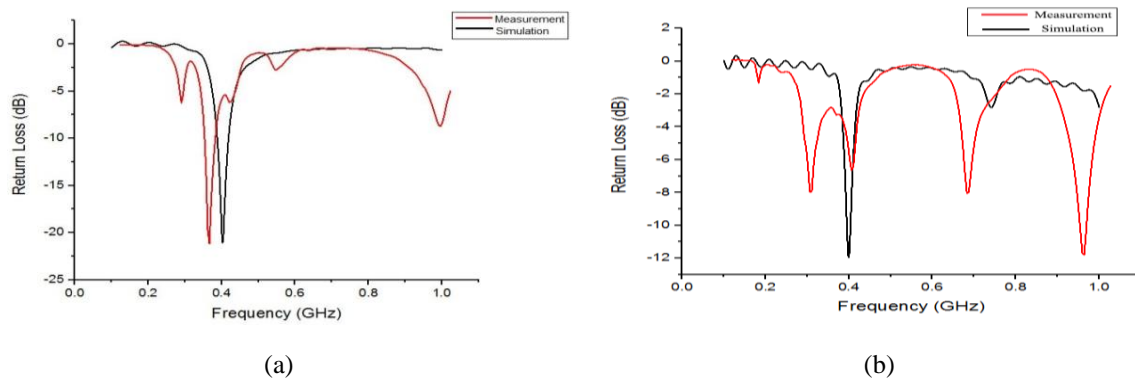 Measurement
Simulation
0
-5
-10
-15
-20
-25
Return Loss (dB)
0.0 0.2 0.4 0.6 0.8 1.0
Frequency (GHz)
(a)
Measurement
Simulation
2
0
-2
-4
-6
-8
-10
-12
Return Loss (dB)
0.0 0.2 0.4 0.6 0.8 1.0
Frequency (GHz)
(b)